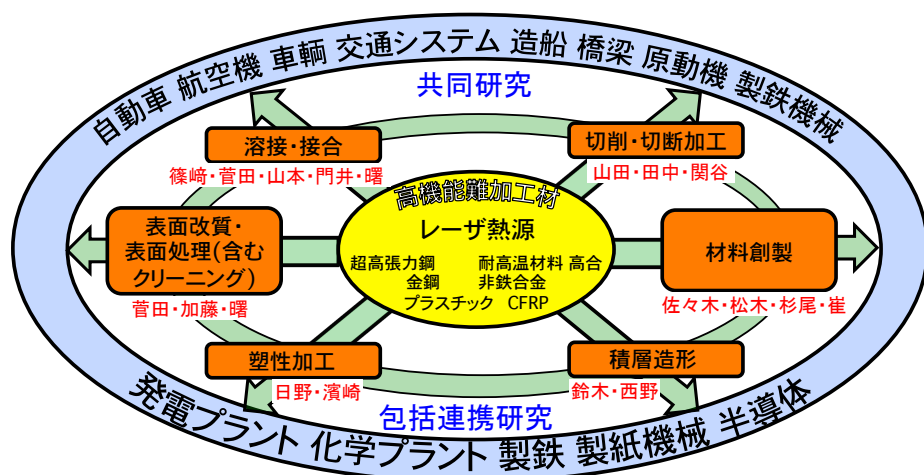 自動車 航空機 車輌 交通システム 造船 橋梁 原動機 製鉄機械
共同研究
溶接・接合
篠﨑・菅田・山本・門井・曙
切削・切断加工
山田・田中・関谷
表面改質・
表面処理(含む
クリーニング)
菅田・加藤・曙
高機能難加工材
レーザ熱源
超高張力鋼 耐高温材料 高合
金鋼 非鉄合金
プラスチック CFRP
材料創製
佐々木・松木・杉尾・崔
塑性加工
日野・濱崎
積層造形
鈴木・西野
包括連携研究
発電プラント 化学プラント 製鉄 製紙機械 半導体